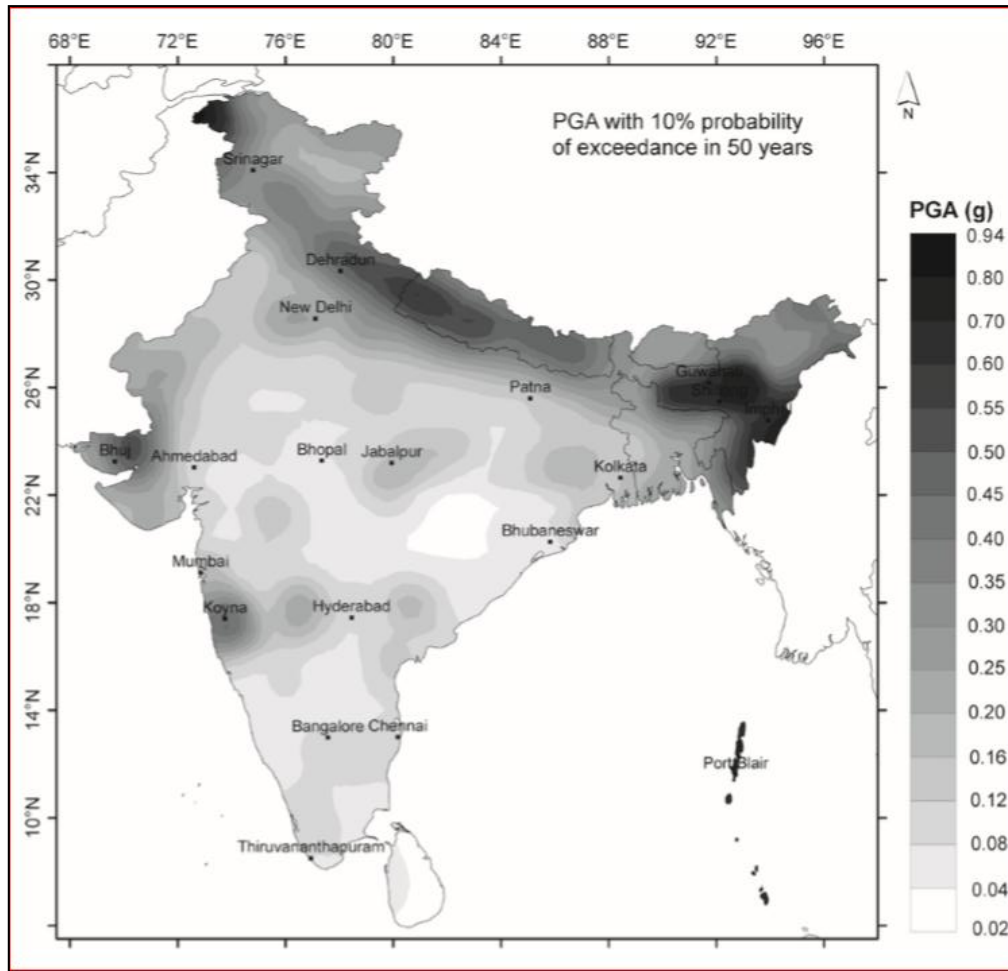 68°E 72°E 76°E 80°E 84°E 88°E 92°E 96°E
PGA with 10% probability
of exceedance in 50 years
N
34°N
30°N
26°N
22°N
18°N
14°N
10°N
Srinagar
Dehradun
New Delhi
Patna
Bhuj
Ahmedabad
Bhopal
Jabalpur
Kolkata
Bhubaneswar
Mumbai
Koyna
Hyderabad
Bangalore
Chennai
Port Blair
Thiruvananthapuram
PGA (g)
0.94
0.80
0.70
0.60
0.55
0.50
0.45
0.40
0.35
0.30
0.25
0.20
0.16
0.12
0.08
0.04
0.02